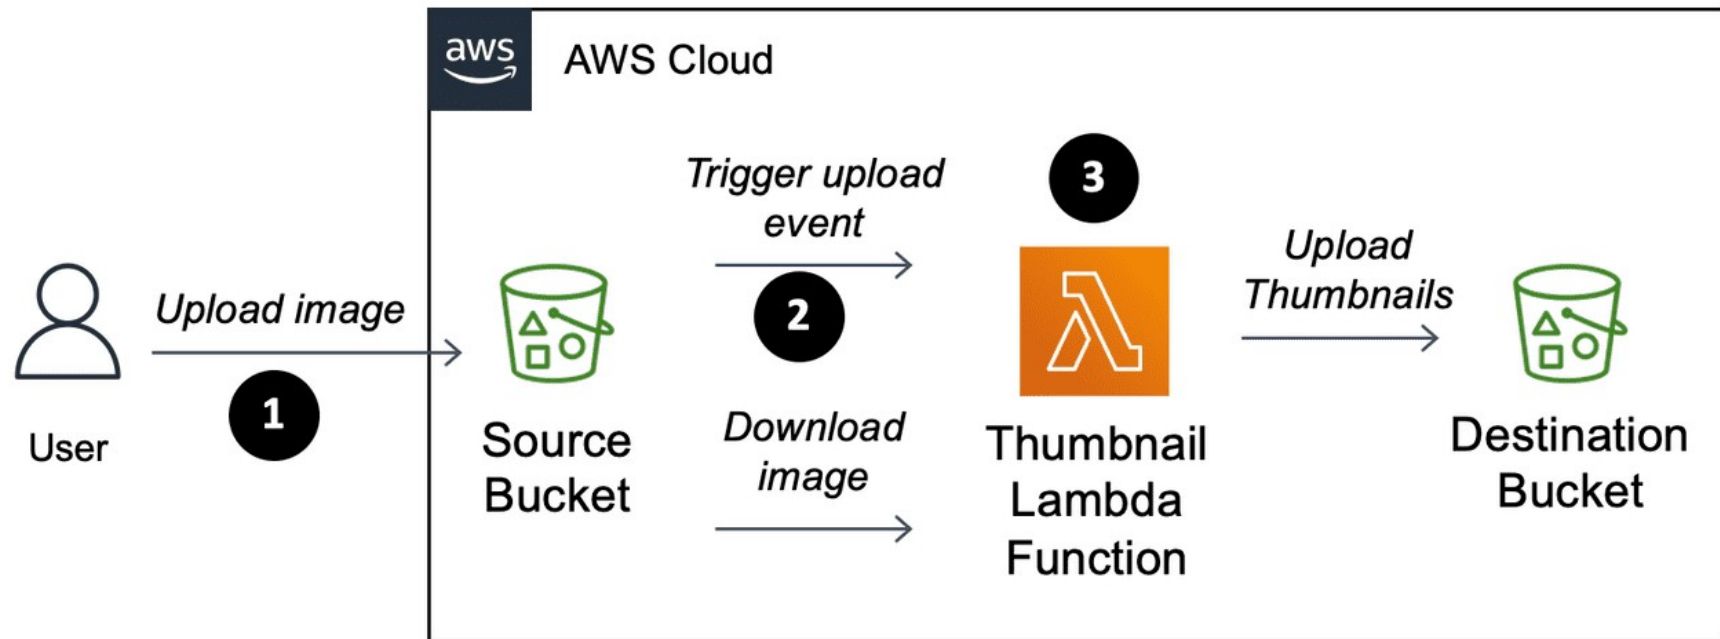 aws
AWS Cloud
Trigger upload
event
3
Upload
Thumbnails
Upload image
2
1
User
Source
Bucket
Download
image
Thumbnail
Lambda
Function
Destination
Bucket